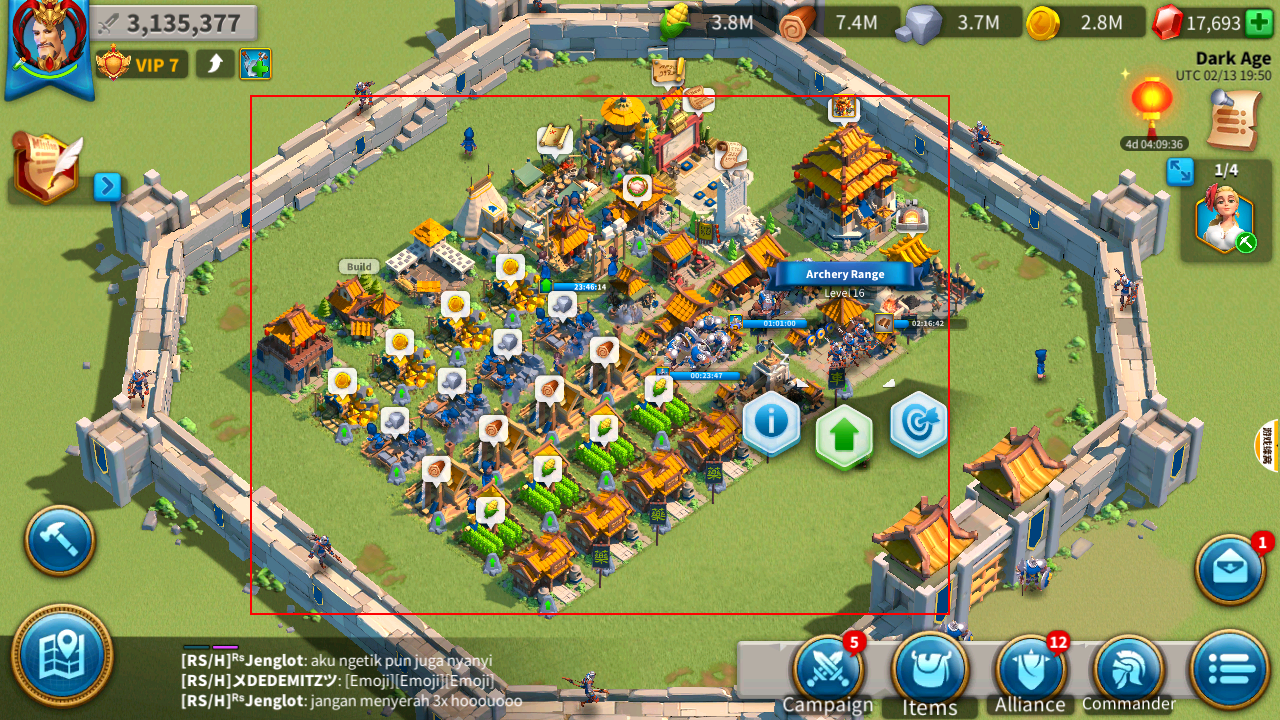 3,135,377
3.8M
7.4M
3.7M
2.8M
17,693
VIP 7
Dark Age
UTC 02/13 19:50
4d 04:09:36
1/4
Build
23:46:14
Archery Range
Level 16
01:01:00
02:16:42
00:23:47
1
[RS/H]ᴿˢJenglot: aku ngetik pun juga nyanyi
[RS/H]メDEDEMITZツ: [Emoji][Emoji][Emoji]
[RS/H]ᴿˢJenglot: jangan menyerah 3x hooouooo
5
12
Campaign
Items
Alliance
Commander